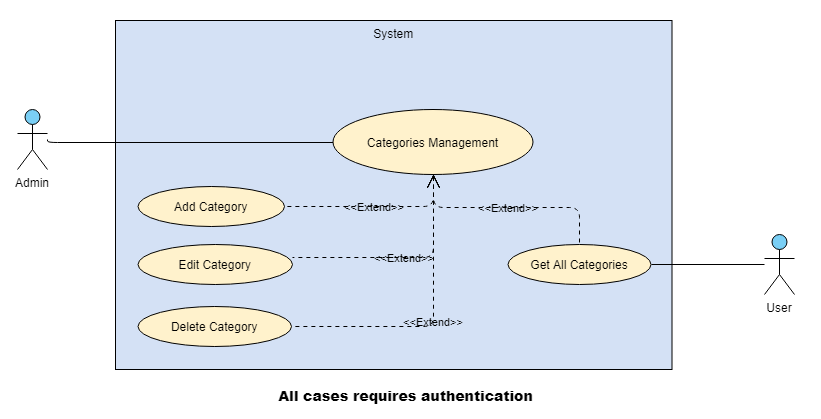 System
Categories Management
Admin
Add Category
<<Extend>>
<<Extend>>
Edit Category
<<Extend>>
Get All Categories
User
Delete Category
<<Extend>>
All cases requires authentication